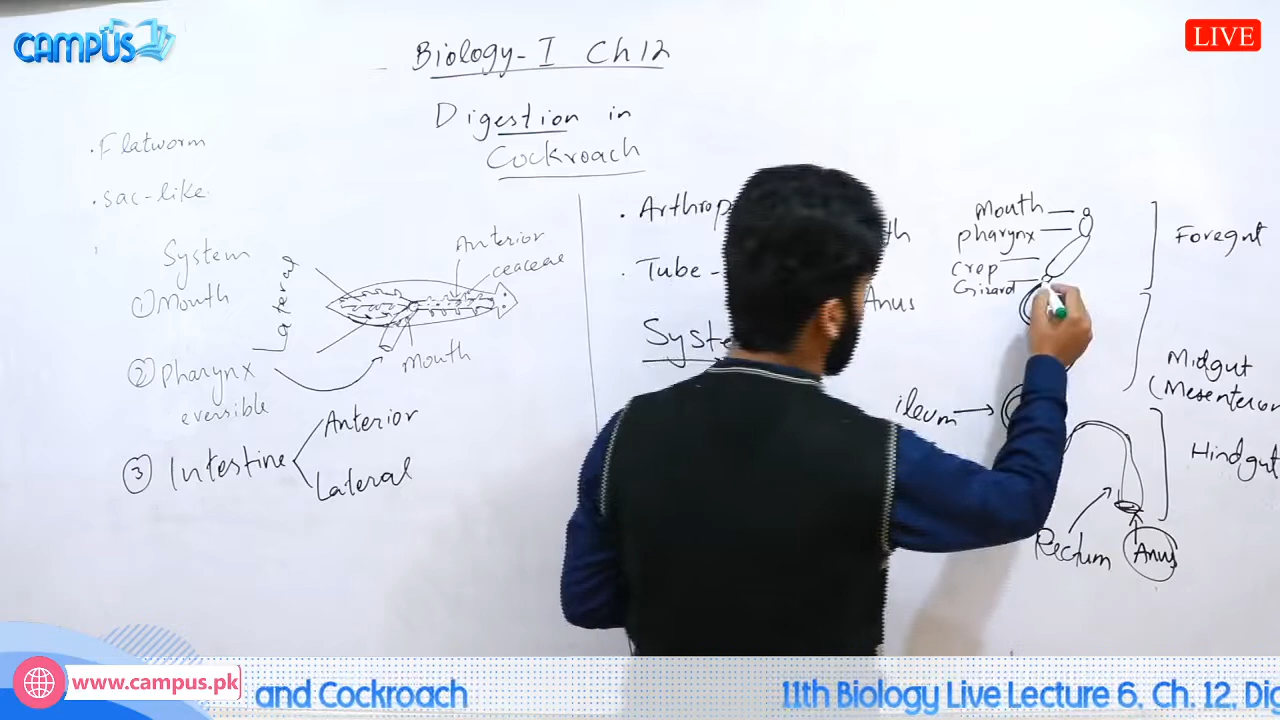 CAMPUS
LIVE
Biology-I Ch12
Digestion in
Cockroach
. Flatworm
. sac-like
System
① Mouth
② Pharynx
eversible
③ Intestine
Anterior
Lateral
Lateral
Anterior
ceaceae
Mouth
. Arthrop
. Tube -
Anus
Syste
Mouth
pharynx
crop
Gizard
Foregut
Midgut
(Mesenteron
Hindgut
ileum
Rectum
Anus
www.campus.pk
and Cockroach
11th Biology Live Lecture 6, Ch. 12, Dig